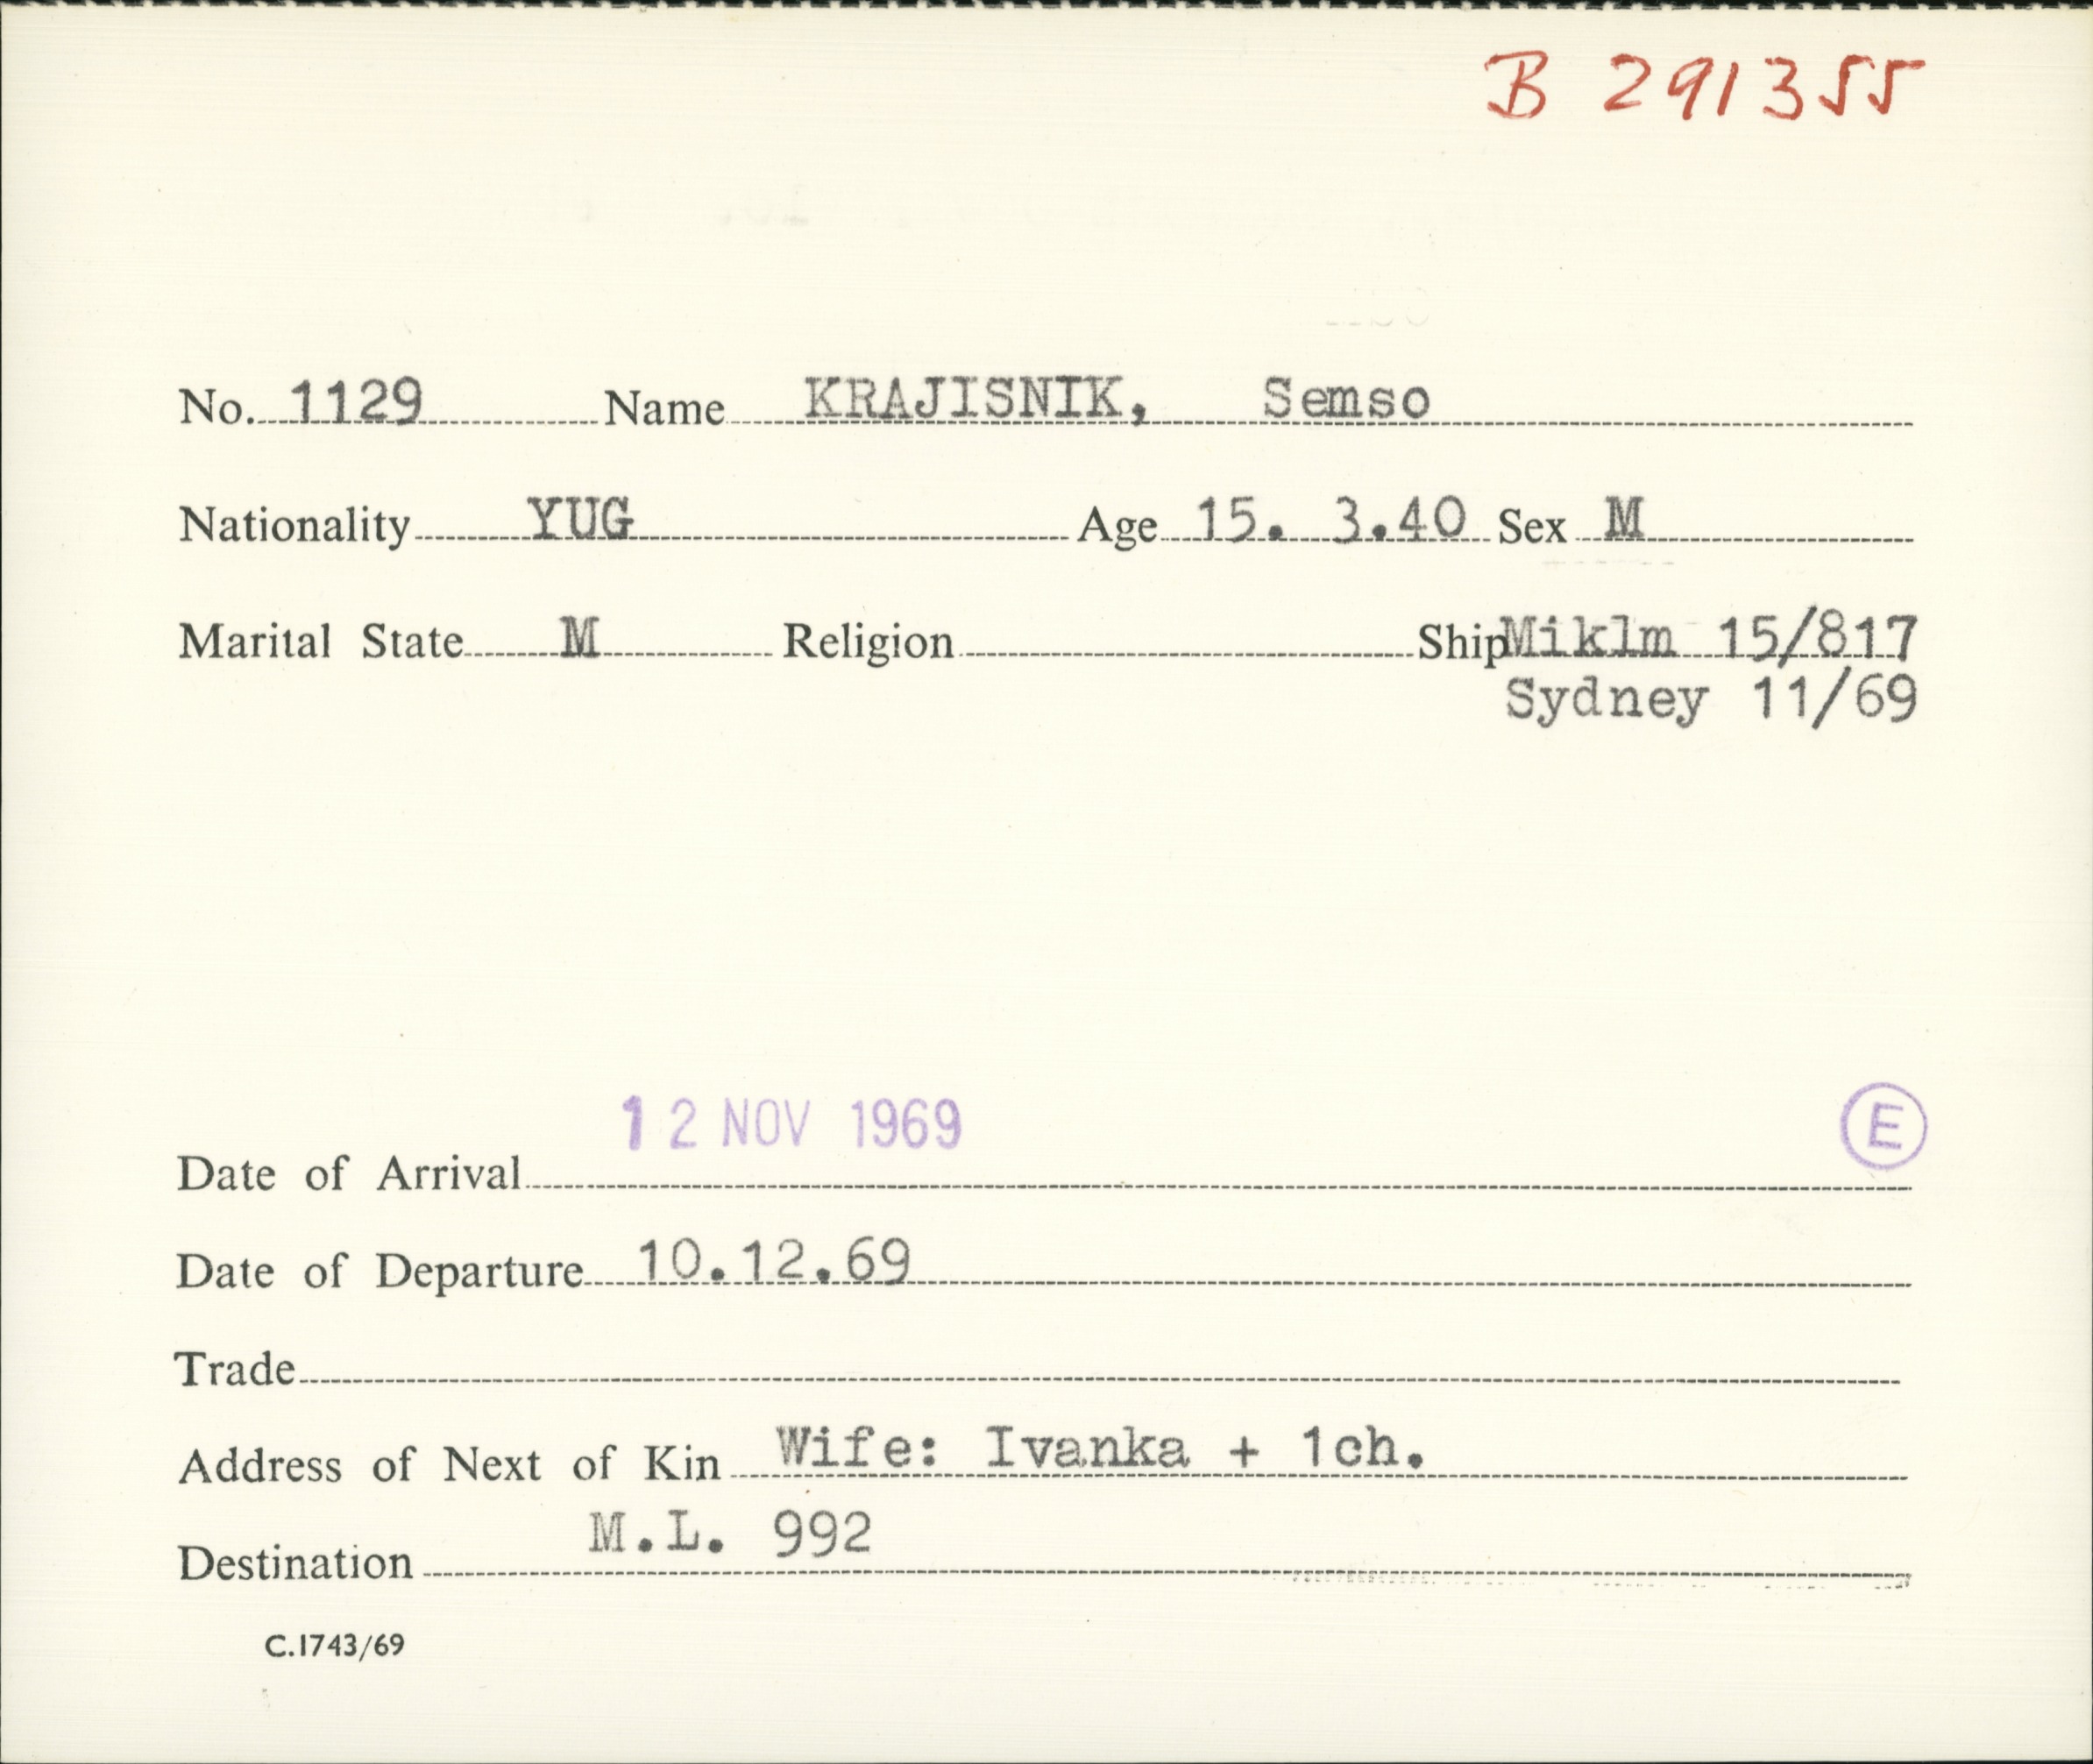 B 291355
No. 1129 Name KRAJISNIK, Semso
Nationality YUG Age 15. 3.40 Sex M
Marital State M Religion Ship Miklm 15/817
Sydney 11/69
12 NOV 1969 E
Date of Arrival
Date of Departure 10.12.69
Trade
Address of Next of Kin Wife: Ivanka + 1ch.
M.L. 992
Destination
C.1743/69